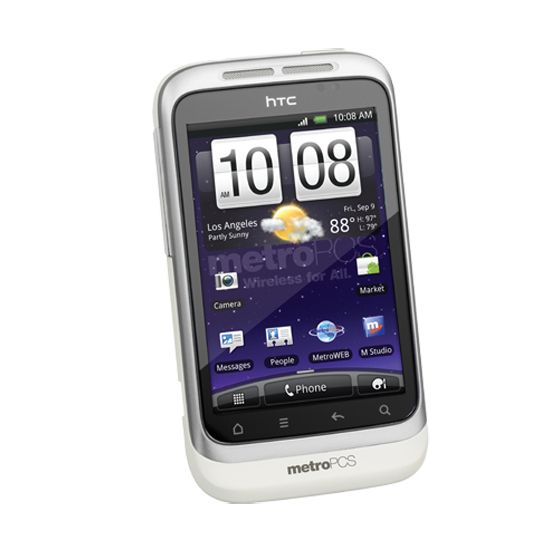 hTC
10:08 AM
AM
10 08
Los Angeles
Partly Sunny
Fri, Sep 9
88° H: 97°
L: 79°
metroPCS
Wireless for All.
Camera
Market
Messages
People
MetroWEB
m
M Studio
Phone
metroPCS